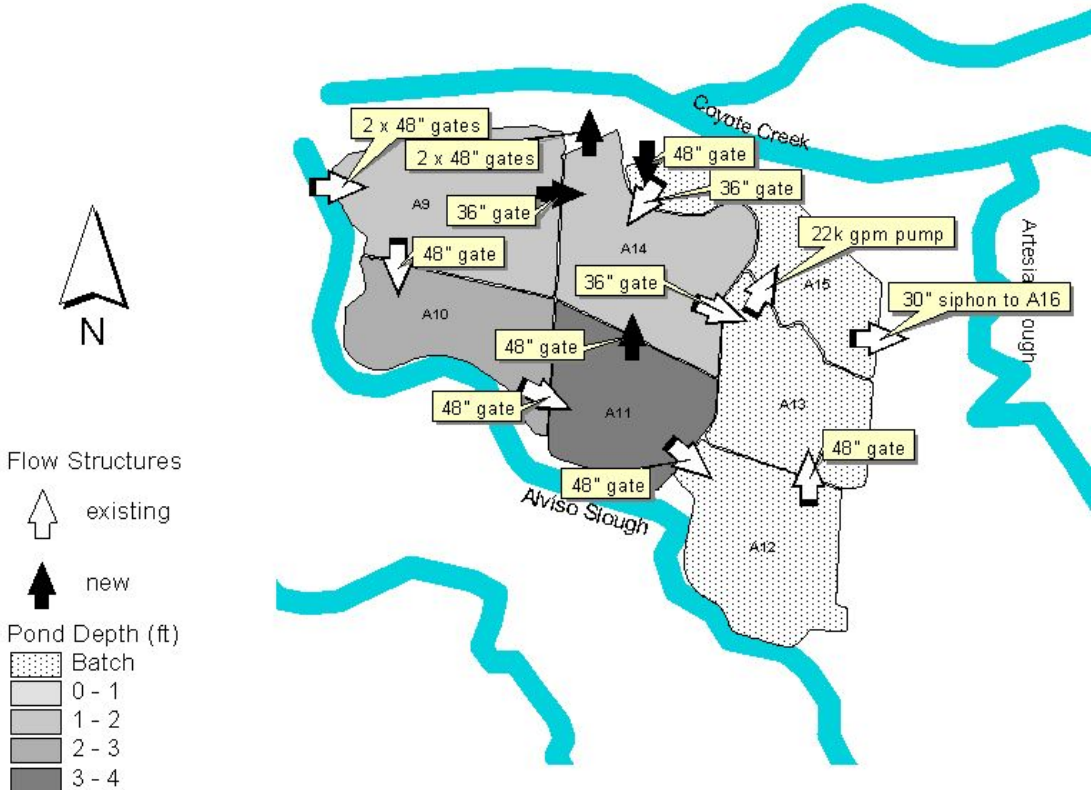 Coyote Creek
2 x 48" gates
2 x 48" gates
48" gate
36" gate
A9
36" gate
22k gpm pump
48" gate
A14
36" gate
A15
30" siphon to A16
A10
48" gate
N
48" gate
A11
A13
48" gate
48" gate
Alviso Slough
A12
Flow Structures
existing
new
Pond Depth (ft)
Batch
0 - 1
1 - 2
2 - 3
3 - 4